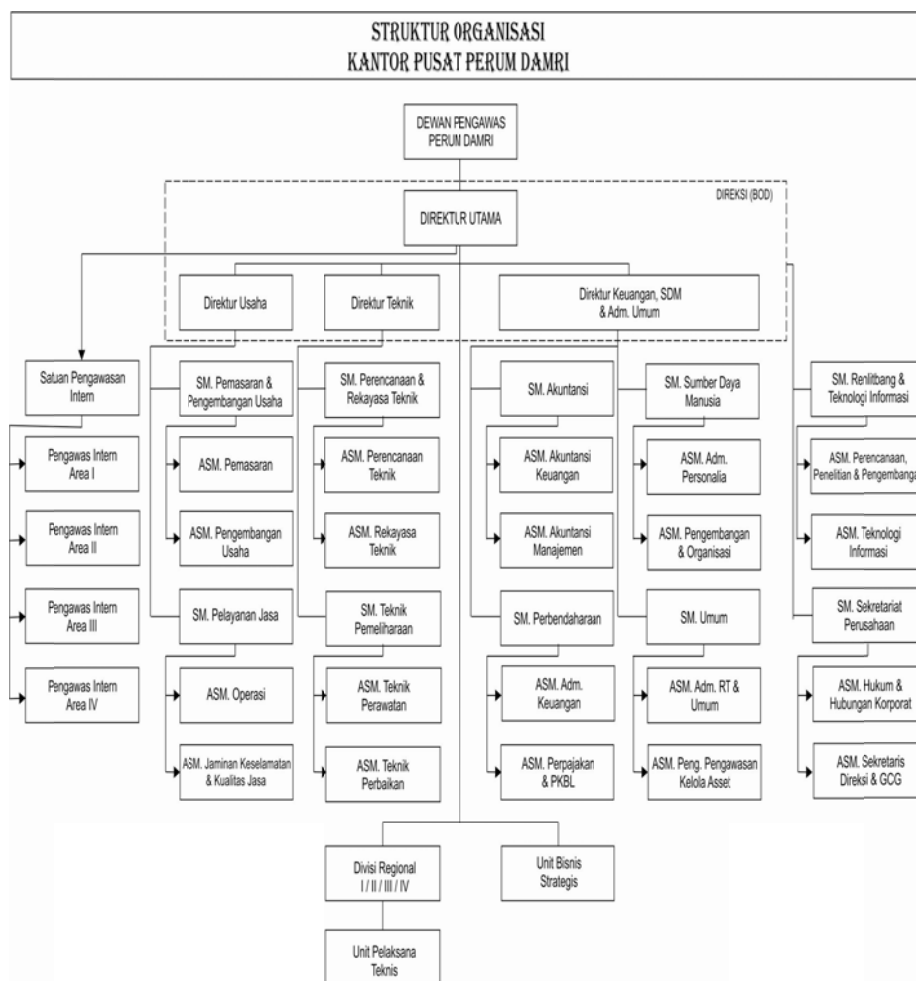 STRUKTUR ORGANISASI
KANTOR PUSAT PERUM DAMRI
DEWAN PENGAWAS
PERUM DAMRI
DIREKSI (BOD)
DIREKTUR UTAMA
Direktur Usaha
Direktur Teknik
Direktur Keuangan, SDM
& Adm. Umum
Satuan Pengawasan
Intern
SM. Pemasaran &
Pengembangan Usaha
SM. Perencanaan &
Rekayasa Teknik
SM. Akuntansi
SM. Sumber Daya
Manusia
SM. Renlitbang &
Teknologi Informasi
Pengawas Intern
Area I
ASM. Pemasaran
ASM. Perencanaan
Teknik
ASM. Akuntansi
Keuangan
ASM. Adm.
Personalia
ASM. Perencanaan,
Penelitian & Pengembanga
Pengawas Intern
Area II
ASM. Pengembangan
Usaha
ASM. Rekayasa
Teknik
ASM. Akuntansi
Manajemen
ASM. Pengembangan
& Organisasi
ASM. Teknologi
Informasi
Pengawas Intern
Area III
SM. Pelayanan Jasa
SM. Teknik
Pemeliharaan
SM. Perbendaharaan
SM. Umum
SM. Sekretariat
Perusahaan
Pengawas Intern
Area IV
ASM. Operasi
ASM. Teknik
Perawatan
ASM. Adm.
Keuangan
ASM. Adm. RT &
Umum
ASM. Hukum &
Hubungan Korporat
ASM. Jaminan Keselamatan
& Kualitas Jasa
ASM. Teknik
Perbaikan
ASM. Perpajakan
& PKBL
ASM. Peng. Pengawasan
Kelola Asset
ASM. Sekretaris
Direksi & GCG
Divisi Regional
I / II / III / IV
Unit Bisnis
Strategis
Unit Pelaksana
Teknis